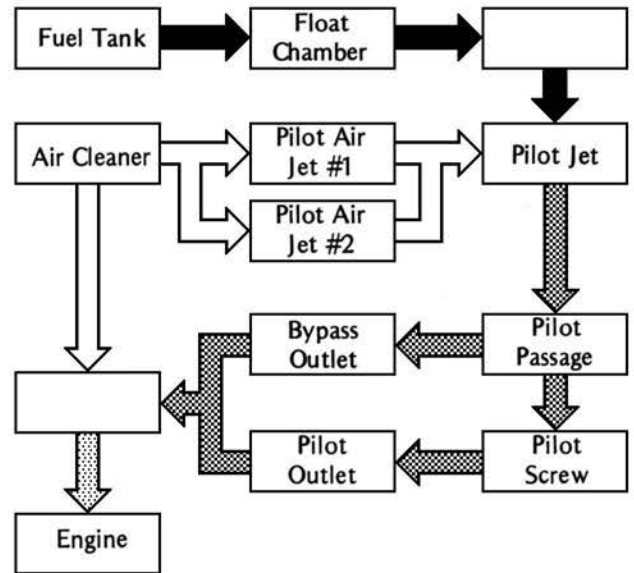 Fuel Tank
Float
Chamber
Air Cleaner
Pilot Air
Jet #1
Pilot Jet
Pilot Air
Jet #2
Bypass
Outlet
Pilot
Passage
Pilot
Outlet
Pilot
Screw
Engine